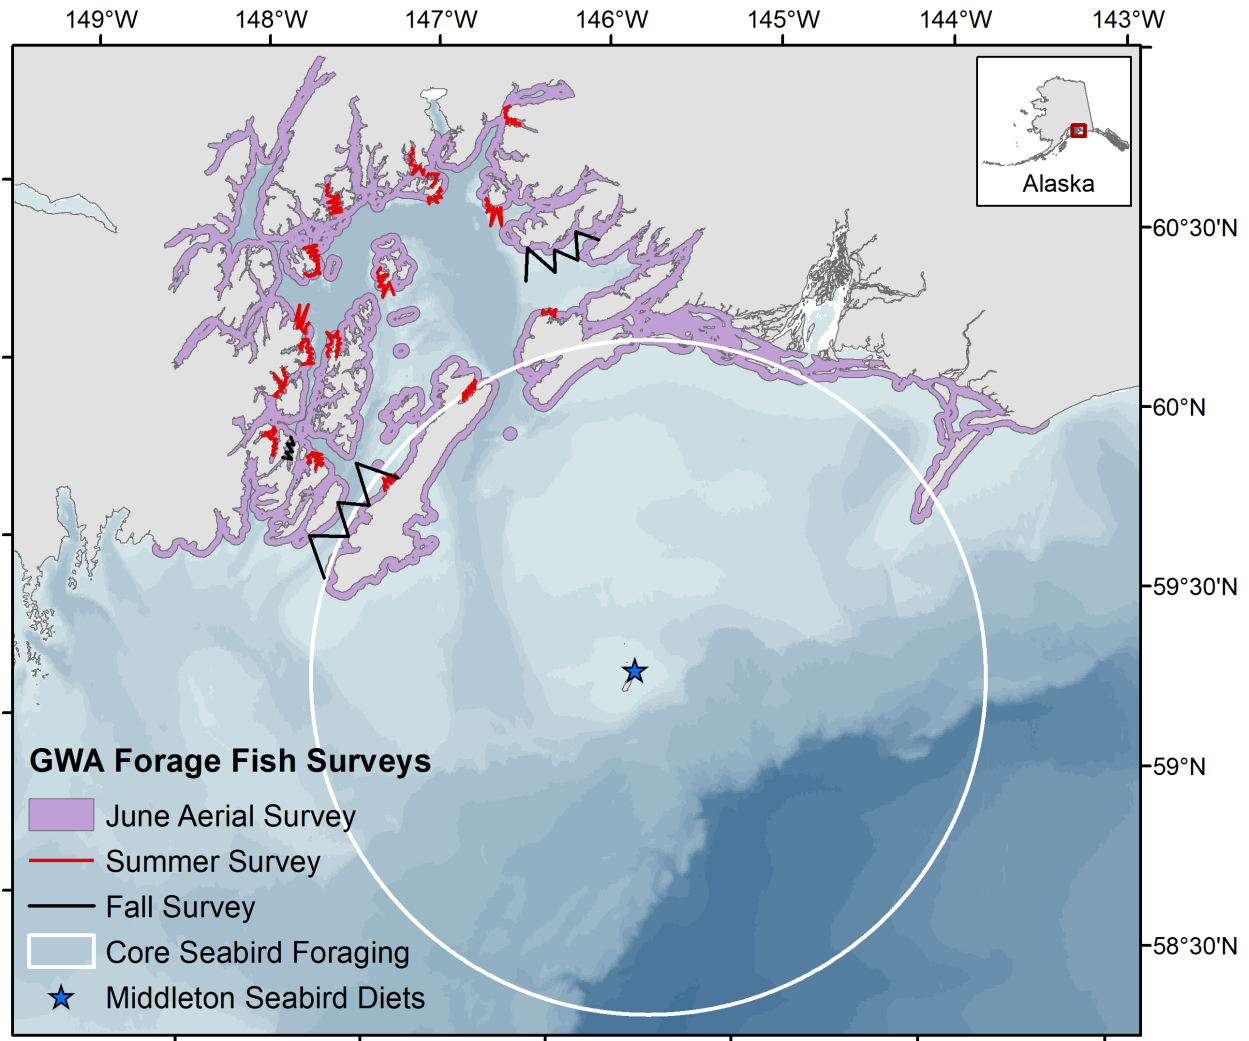 149°W 148°W 147°W 146°W 145°W 144°W 143°W
Alaska
60°30'N
60°N
59°30'N
59°N
58°30'N
GWA Forage Fish Surveys
June Aerial Survey
Summer Survey
Fall Survey
Core Seabird Foraging
Middleton Seabird Diets